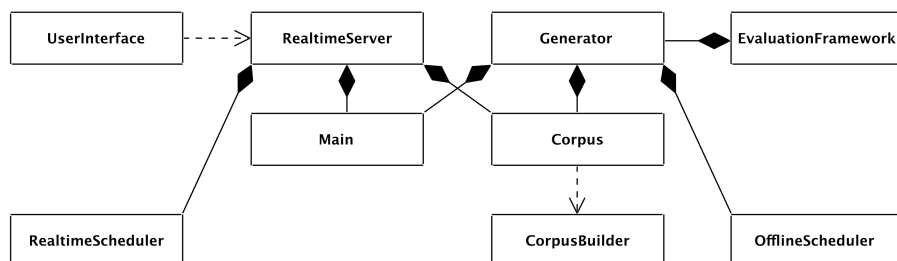 UserInterface
RealtimeServer
Generator
EvaluationFramework
Main
Corpus
RealtimeScheduler
CorpusBuilder
OfflineScheduler